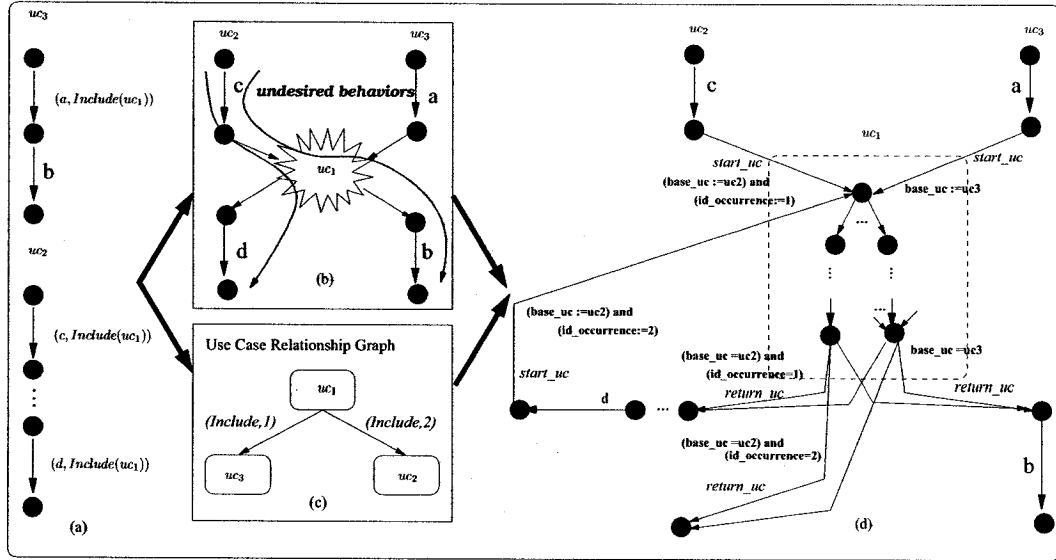 uc₃
(a, Include(uc₁))
b
uc₂
(c, Include(uc₁))
(d, Include(uc₁))
(a)
uc₂
uc₃
c
undesired behaviors
a
uc₁
d
b
(b)
Use Case Relationship Graph
uc₁
(Include,1)
(Include,2)
uc₃
uc₂
(c)
uc₂
uc₃
c
a
uc₁
start_uc
start_uc
(base_uc :=uc2) and
(id_occurrence:=1)
base_uc :=uc3
...
(base_uc :=uc2) and
(id_occurrence:=2)
start_uc
...
base_uc =uc3
(base_uc =uc2) and
(id_occurrence=1)
return_uc
return_uc
d
...
(base_uc =uc2) and
(id_occurrence=2)
return_uc
b
(d)